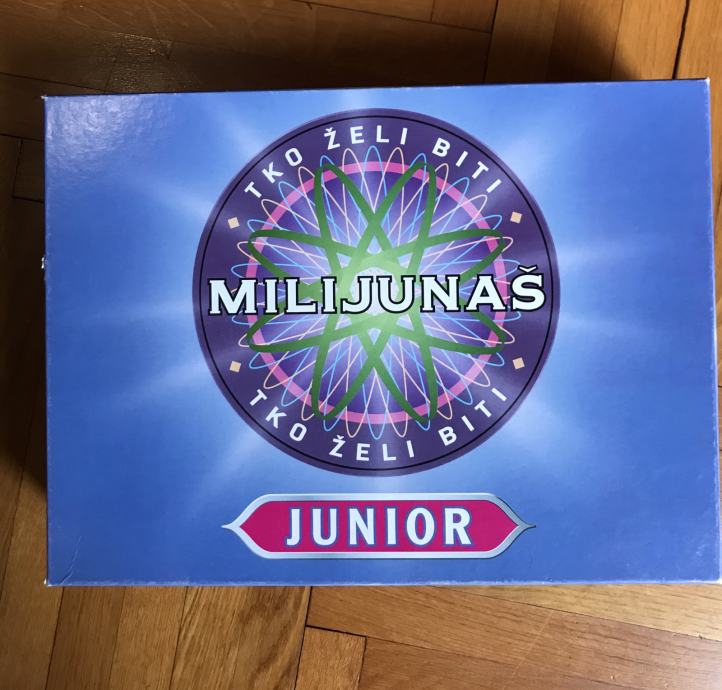 TKO ŽELI BITI
MILIJUNAŠ
TKO ŽELI BITI
JUNIOR